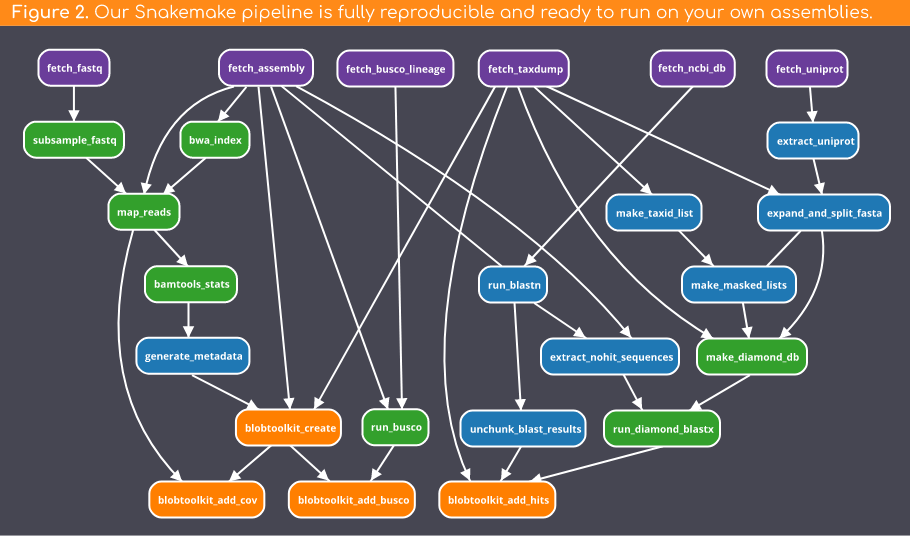 Figure 2. Our Snakemake pipeline is fully reproducible and ready to run on your own assemblies.
fetch_fastq
fetch_assembly
fetch_busco_lineage
fetch_taxdump
fetch_ncbi_db
fetch_uniprot
subsample_fastq
bwa_index
extract_uniprot
map_reads
make_taxid_list
expand_and_split_fasta
bamtools_stats
run_blastn
make_masked_lists
generate_metadata
extract_nohit_sequences
make_diamond_db
blobtoolkit_create
run_busco
unchunk_blast_results
run_diamond_blastx
blobtoolkit_add_cov
blobtoolkit_add_busco
blobtoolkit_add_hits